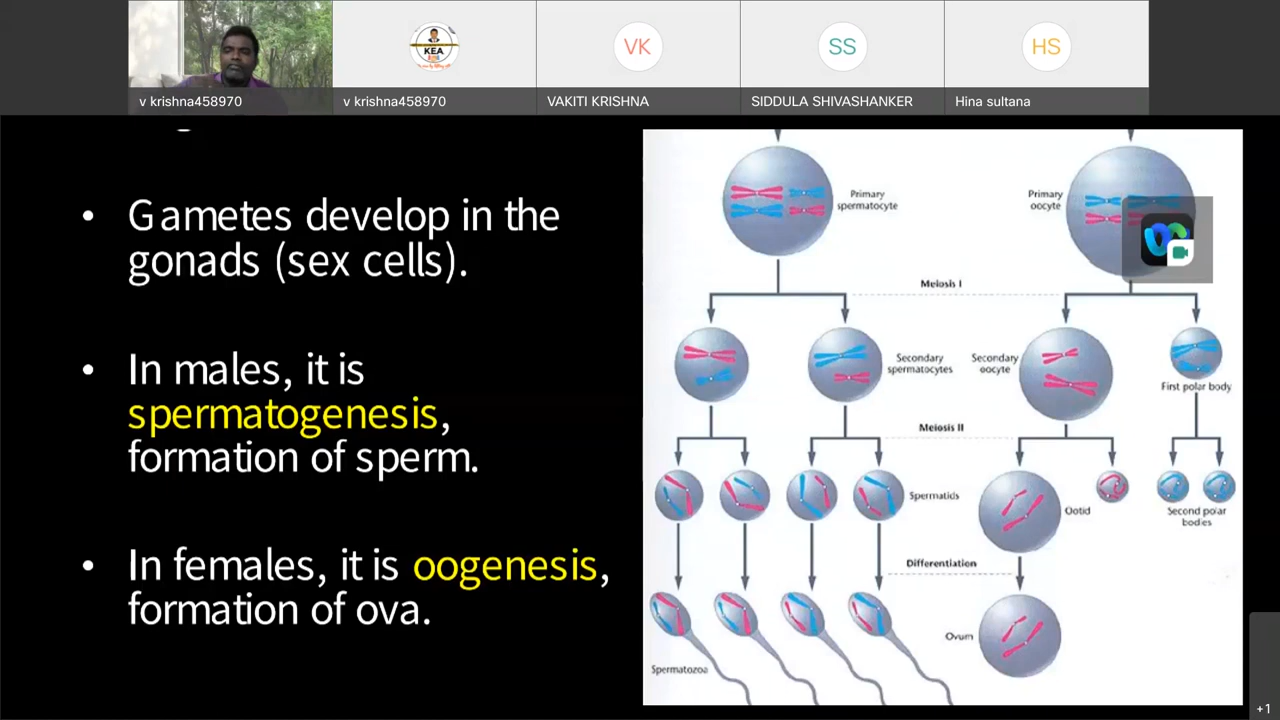 KEA
VK
SS
HS
v krishna458970
v krishna458970
VAKITI KRISHNA
SIDDULA SHIVASHANKER
Hina sultana
• Gametes develop in the
gonads (sex cells).
• In males, it is
spermatogenesis,
formation of sperm.
• In females, it is oogenesis,
formation of ova.
Primary
spermatocyte
Primary
oocyte
Meiosis I
Secondary
spermatocytes
Secondary
oocyte
First polar body
Meiosis II
Spermatids
Ootid
Second polar
bodies
Differentiation
Ovum
Spermatozoa
+1